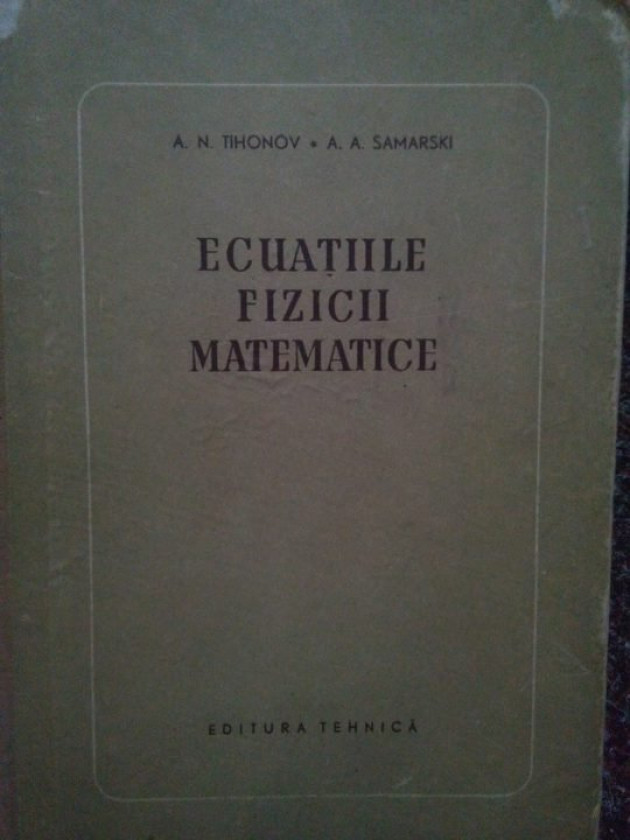 A. N. TIHONOV • A. A. SAMARSKI
ECUAȚIILE
FIZICII
MATEMATICE
EDITURA TEHNICĂ